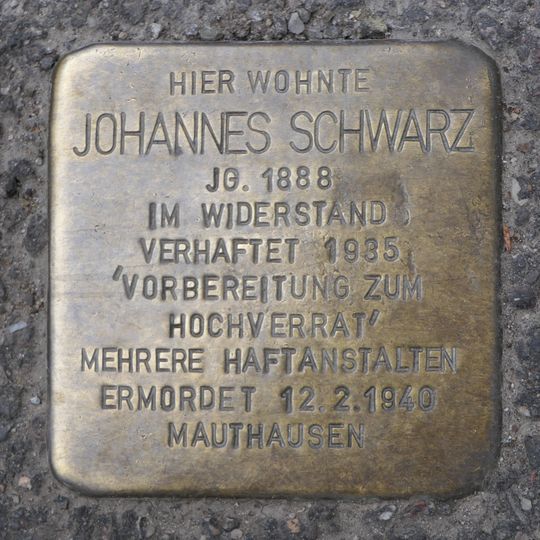 HIER WOHNTE
JOHANNES SCHWARZ
JG. 1888
IM WIDERSTAND
VERHAFTET 1935
'VORBEREITUNG ZUM
HOCHVERRAT'
MEHRERE HAFTANSTALTEN
ERMORDET 12.2.1940
MAUTHAUSEN